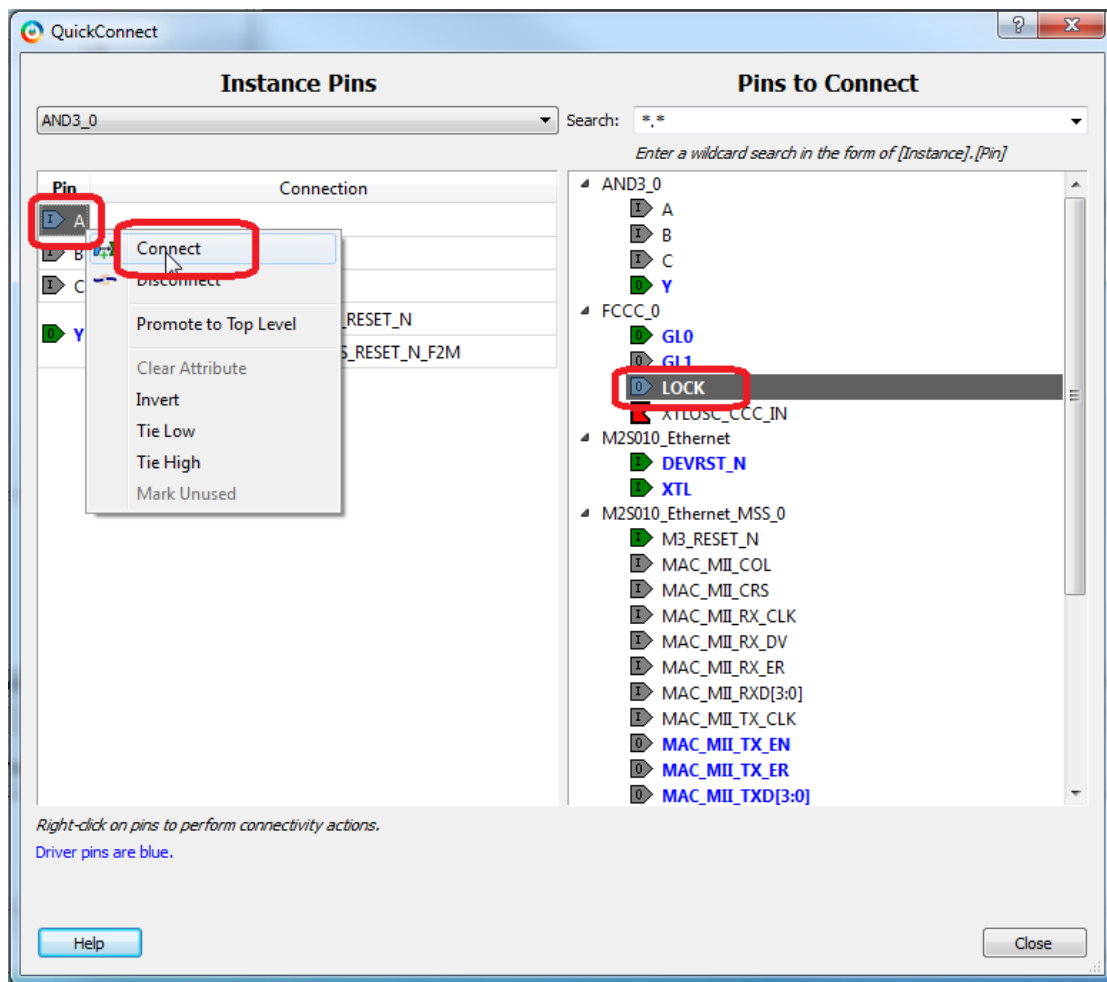 QuickConnect
Instance Pins
Pins to Connect
AND3_0
Search: *.*
Enter a wildcard search in the form of [Instance].[Pin]
Pin Connection
I A
I B
I C
O Y
_RESET_N
S_RESET_N_F2M
Connect
Disconnect
Promote to Top Level
Clear Attribute
Invert
Tie Low
Tie High
Mark Unused
AND3_0
I A
I B
I C
O Y
FCCC_0
O GL0
O GL1
O LOCK
XTLOSC_CCC_IN
M2S010_Ethernet
I DEVRST_N
I XTL
M2S010_Ethernet_MSS_0
I M3_RESET_N
I MAC_MII_COL
I MAC_MII_CRS
I MAC_MII_RX_CLK
I MAC_MII_RX_DV
I MAC_MII_RX_ER
I MAC_MII_RXD[3:0]
I MAC_MII_TX_CLK
O MAC_MII_TX_EN
O MAC_MII_TX_ER
O MAC_MII_TXD[3:0]
Right-click on pins to perform connectivity actions.
Driver pins are blue.
Help
Close